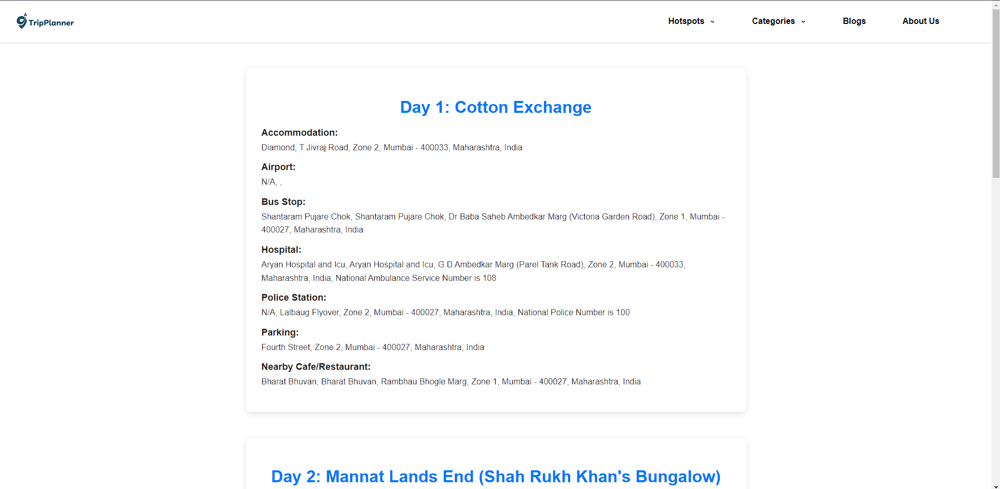 TripPlanner
Hotspots
Categories
Blogs
About Us
Day 1: Cotton Exchange
Accommodation:
Diamond, T Jivraj Road, Zone 2, Mumbai - 400033, Maharashtra, India
Airport:
N/A, ,
Bus Stop:
Shantaram Pujare Chok, Shantaram Pujare Chok, Dr Baba Saheb Ambedkar Marg (Victoria Garden Road), Zone 1, Mumbai -
400027, Maharashtra, India
Hospital:
Aryan Hospital and Icu, Aryan Hospital and Icu, G D Ambedkar Marg (Parel Tank Road), Zone 2, Mumbai - 400033,
Maharashtra, India, National Ambulance Service Number is 108
Police Station:
N/A, Lalbaug Flyover, Zone 2, Mumbai - 400027, Maharashtra, India, National Police Number is 100
Parking:
Fourth Street, Zone 2, Mumbai - 400027, Maharashtra, India
Nearby Cafe/Restaurant:
Bharat Bhuvan, Bharat Bhuvan, Rambhau Bhogle Marg, Zone 1, Mumbai - 400027, Maharashtra, India
Day 2: Mannat Lands End (Shah Rukh Khan's Bungalow)